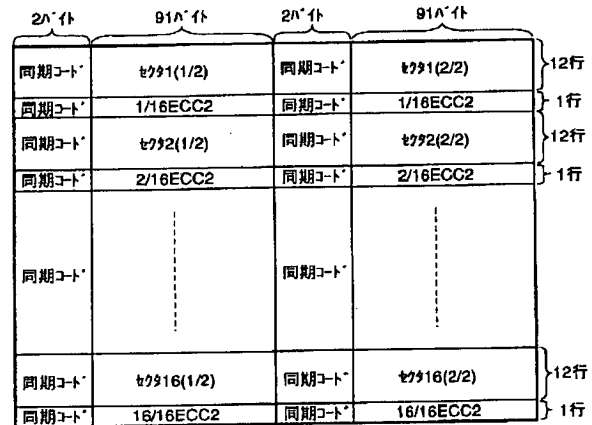 2ﾊﾞｲﾄ 91ﾊﾞｲﾄ 2ﾊﾞｲﾄ 91ﾊﾞｲﾄ
同期ｺｰﾄﾞ ｾｸﾀ1(1/2) 同期ｺｰﾄﾞ ｾｸﾀ1(2/2) 12行
同期ｺｰﾄﾞ 1/16ECC2 同期ｺｰﾄﾞ 1/16ECC2 1行
同期ｺｰﾄﾞ ｾｸﾀ2(1/2) 同期ｺｰﾄﾞ ｾｸﾀ2(2/2) 12行
同期ｺｰﾄﾞ 2/16ECC2 同期ｺｰﾄﾞ 2/16ECC2 1行
同期ｺｰﾄﾞ 同期ｺｰﾄﾞ
同期ｺｰﾄﾞ ｾｸﾀ16(1/2) 同期ｺｰﾄﾞ ｾｸﾀ16(2/2) 12行
同期ｺｰﾄﾞ 16/16ECC2 同期ｺｰﾄﾞ 16/16ECC2 1行